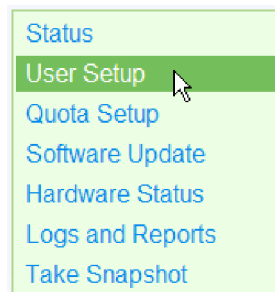 Status
User Setup
Quota Setup
Software Update
Hardware Status
Logs and Reports
Take Snapshot